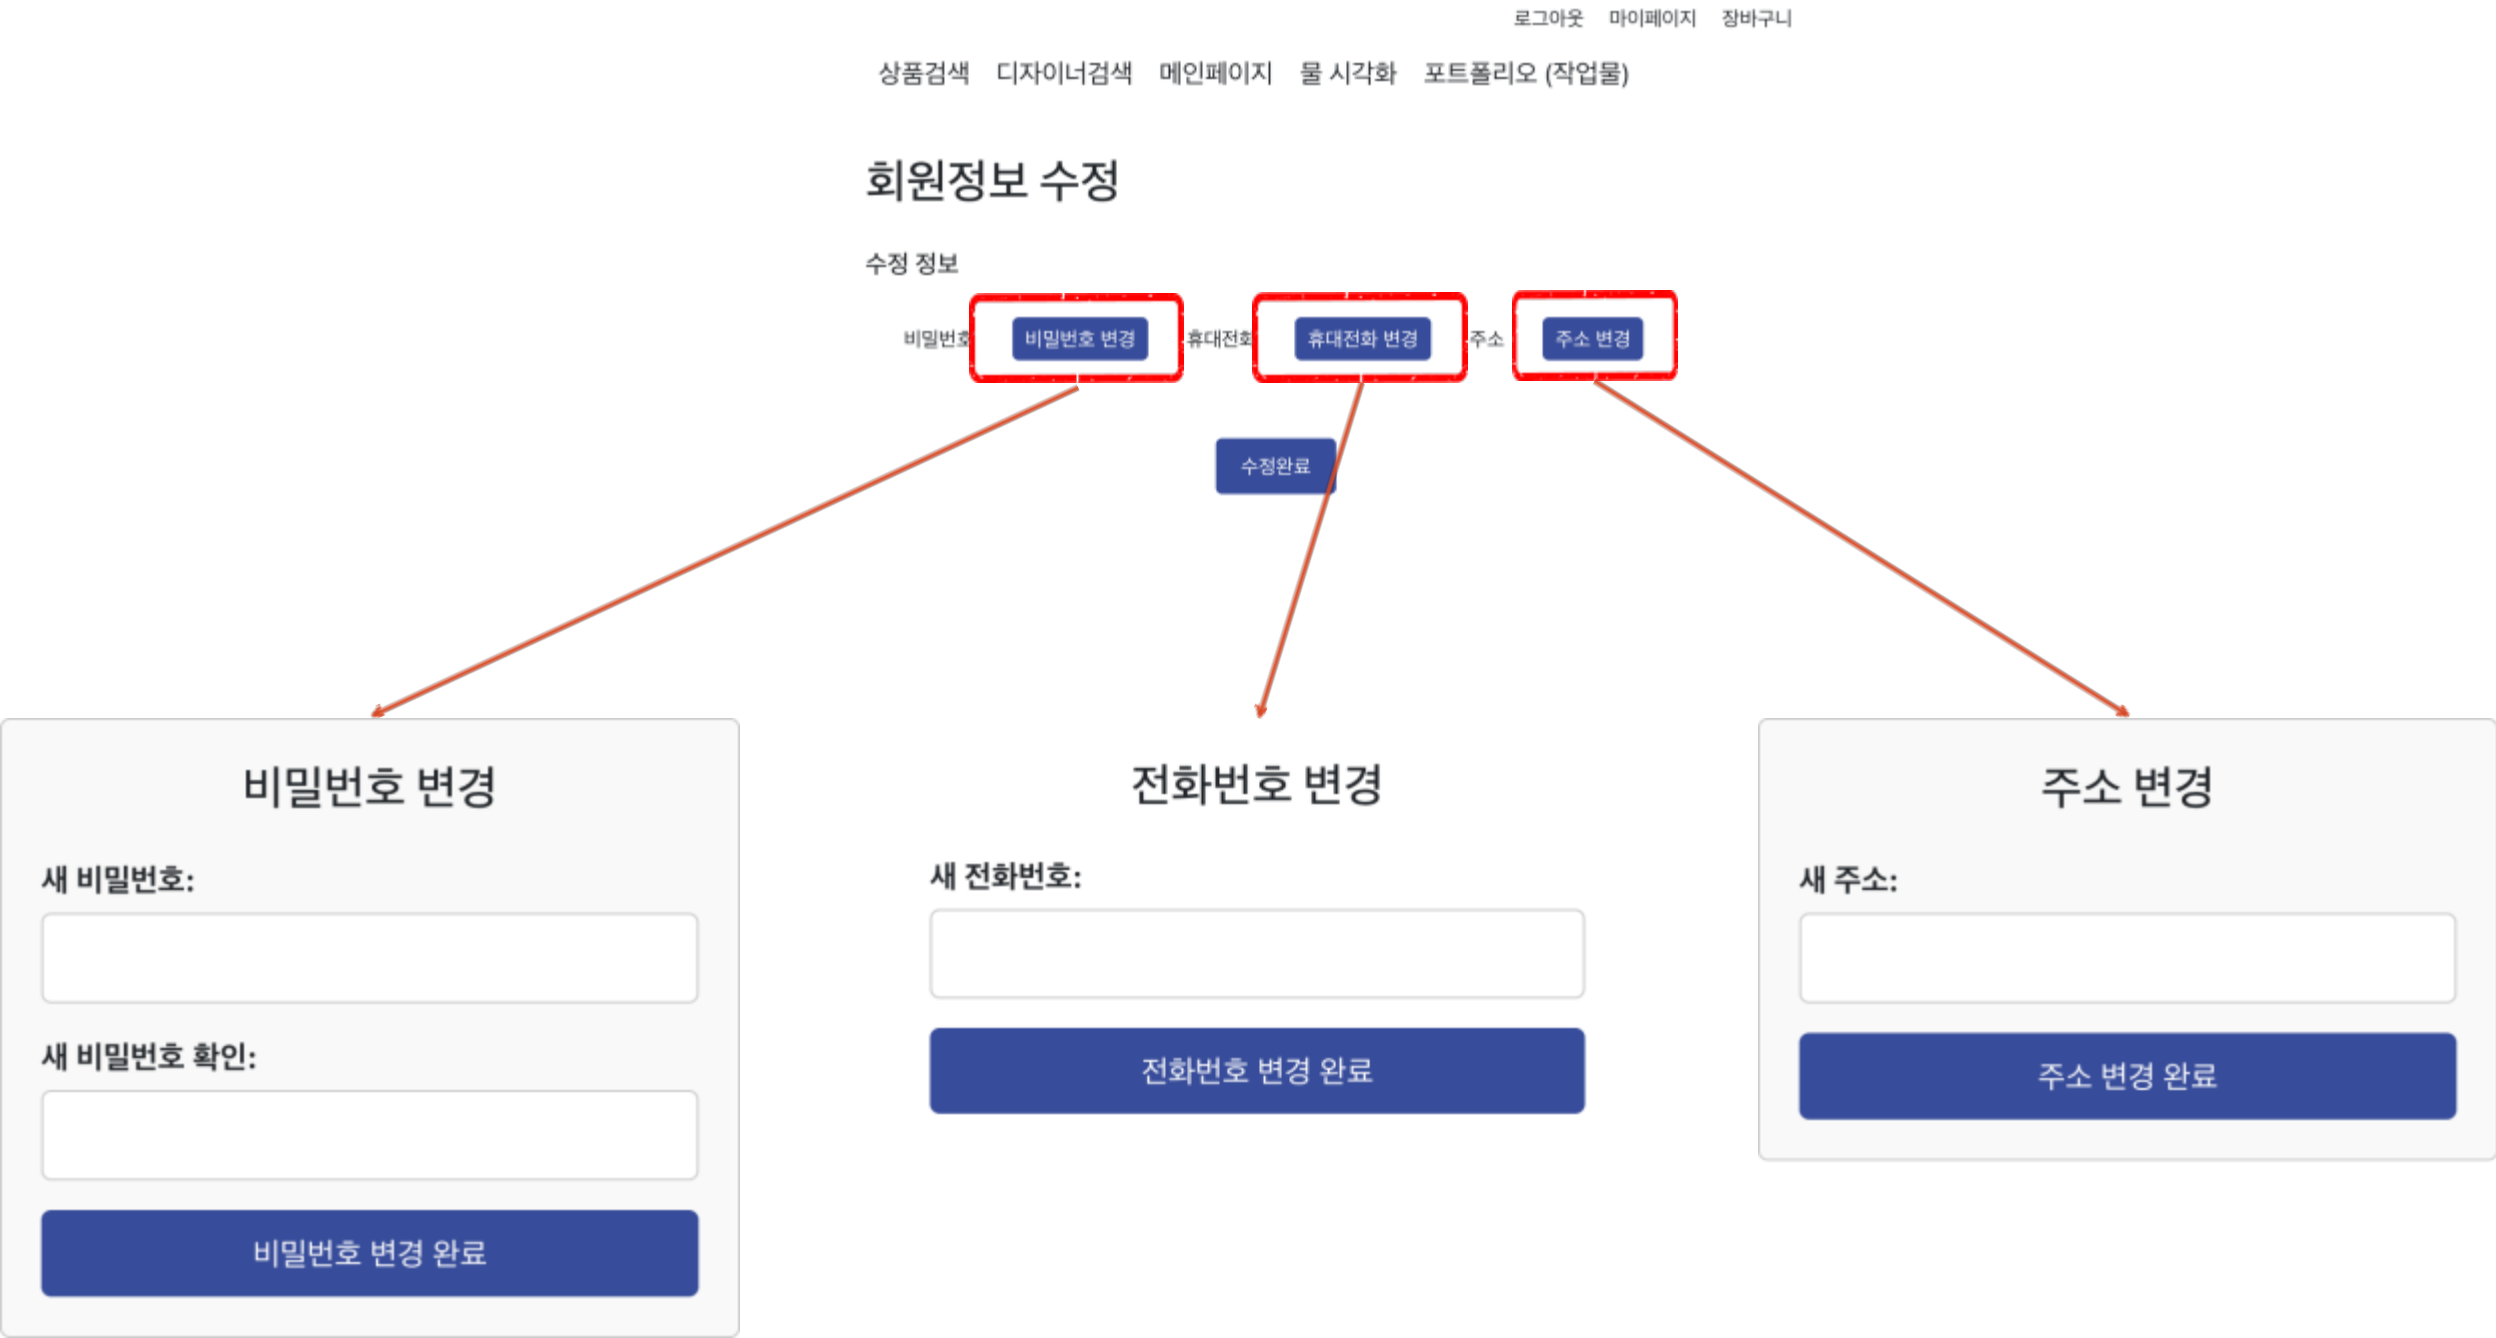 로그아웃 마이페이지 장바구니
상품검색 디자이너검색 메인페이지 물 시각화 포트폴리오 (작업물)
회원정보 수정
수정 정보
비밀번호 비밀번호 변경 휴대전화 휴대전화 변경 주소 주소 변경
수정완료
비밀번호 변경
새 비밀번호:
새 비밀번호 확인:
비밀번호 변경 완료
전화번호 변경
새 전화번호:
전화번호 변경 완료
주소 변경
새 주소:
주소 변경 완료